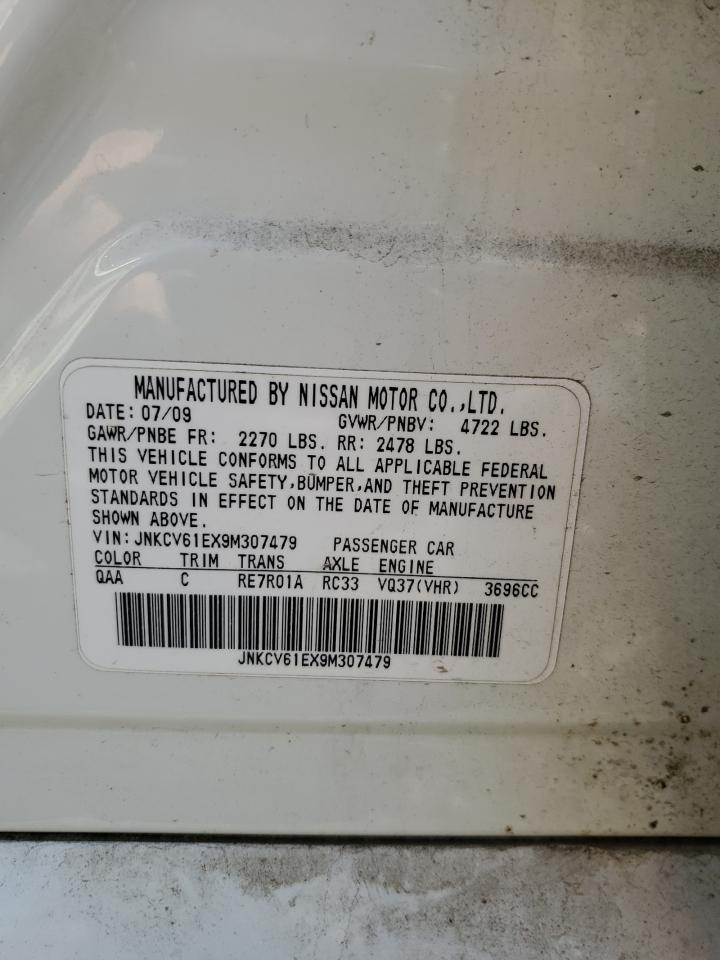 MANUFACTURED BY NISSAN MOTOR CO.,LTD.
DATE: 07/09 GVWR/PNBV: 4722 LBS.
GAWR/PNBE FR: 2270 LBS. RR: 2478 LBS.
THIS VEHICLE CONFORMS TO ALL APPLICABLE FEDERAL
MOTOR VEHICLE SAFETY,BUMPER,AND THEFT PREVENTION
STANDARDS IN EFFECT ON THE DATE OF MANUFACTURE
SHOWN ABOVE.
VIN: JNKCV61EX9M307479 PASSENGER CAR
COLOR TRIM TRANS AXLE ENGINE
QAA C RE7R01A RC33 VQ37(VHR) 3696CC
JNKCV61EX9M307479